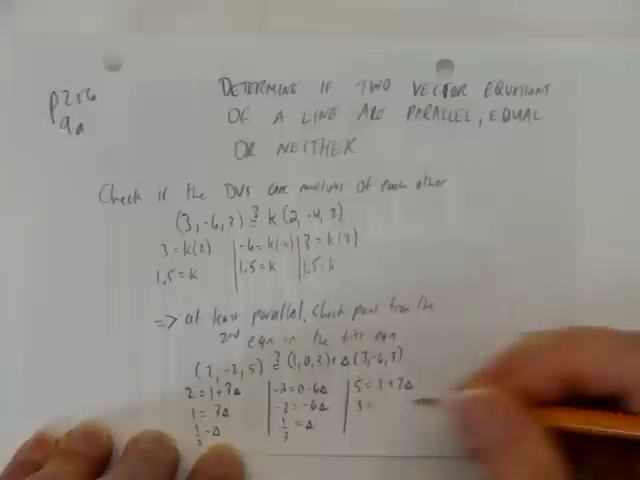 p256
9a
DETERMINE IF TWO VECTOR EQUATIONS
OF A LINE ARE PARALLEL, EQUAL
OR NEITHER
Check if the DVs are multiples of each other
(3,-6,2) ≟ k(2,-4,2)
3=k(2) | -6=k(-4) | 3=k(2)
1.5=k | 1.5=k | 1.5=k
=> at least parallel, check point from the
2nd eqn in the first eqn
(2,-2,5) ≟ (1,0,3)+Δ(3,-6,3)
2=1+3Δ | -2=0-6Δ | 5=3+3Δ
1=3Δ | -2=-6Δ | 3=
1/3=Δ | 1/3=Δ